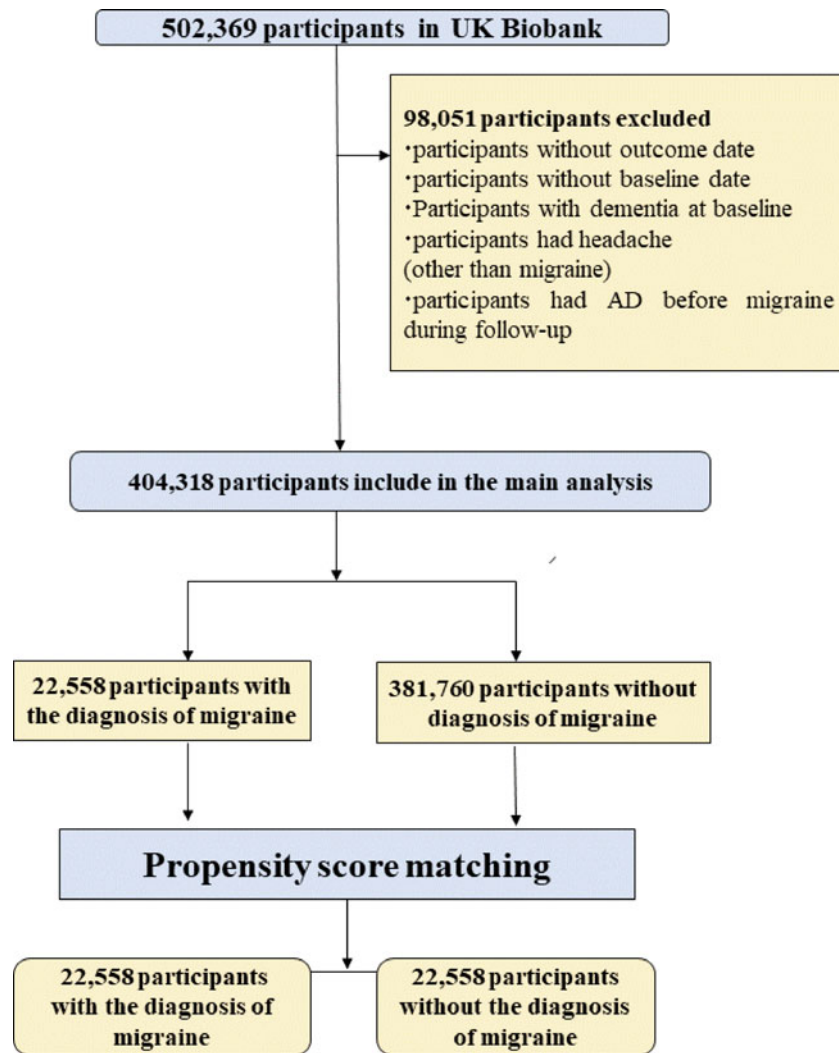 502,369 participants in UK Biobank
98,051 participants excluded
·participants without outcome date
·participants without baseline date
·Participants with dementia at baseline
·participants had headache
(other than migraine)
·participants had AD before migraine
during follow-up
404,318 participants include in the main analysis
22,558 participants with
the diagnosis of migraine
381,760 participants without
diagnosis of migraine
Propensity score matching
22,558 participants
with the diagnosis of
migraine
22,558 participants
without the diagnosis
of migraine